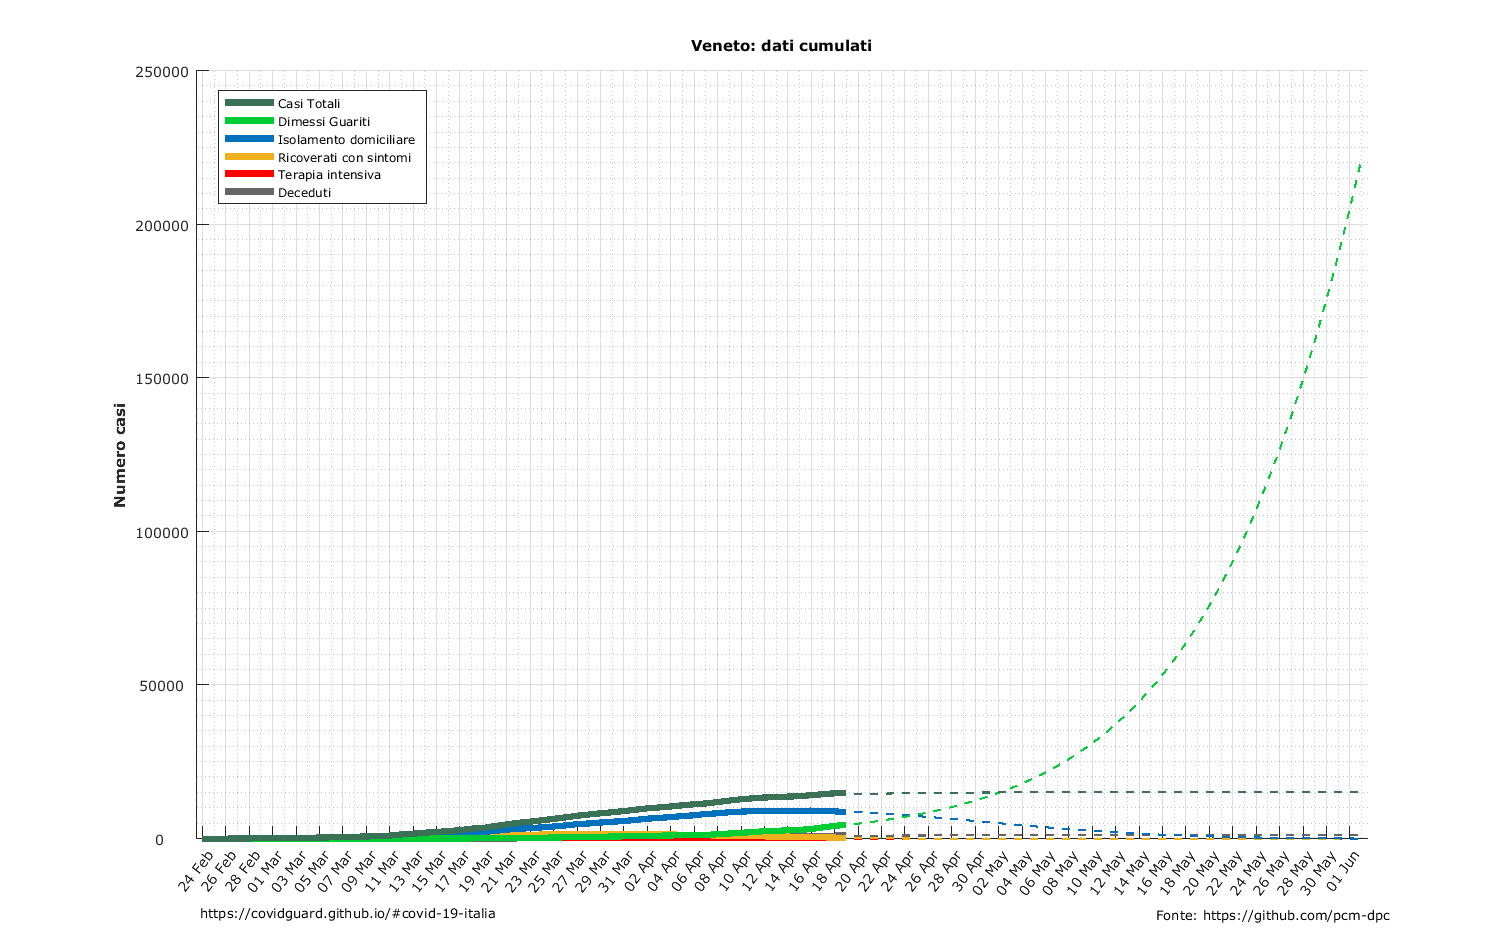 Veneto: dati cumulati
250000
200000
150000
100000
50000
0
Numero casi
Casi Totali
Dimessi Guariti
Isolamento domiciliare
Ricoverati con sintomi
Terapia intensiva
Deceduti
24 Feb
26 Feb
28 Feb
01 Mar
03 Mar
05 Mar
07 Mar
09 Mar
11 Mar
13 Mar
15 Mar
17 Mar
19 Mar
21 Mar
23 Mar
25 Mar
27 Mar
29 Mar
31 Mar
02 Apr
04 Apr
06 Apr
08 Apr
10 Apr
12 Apr
14 Apr
16 Apr
18 Apr
20 Apr
22 Apr
24 Apr
26 Apr
28 Apr
30 Apr
02 May
04 May
06 May
08 May
10 May
12 May
14 May
16 May
18 May
20 May
22 May
24 May
26 May
28 May
30 May
01 Jun
https://covidguard.github.io/#covid-19-italia
Fonte: https://github.com/pcm-dpc